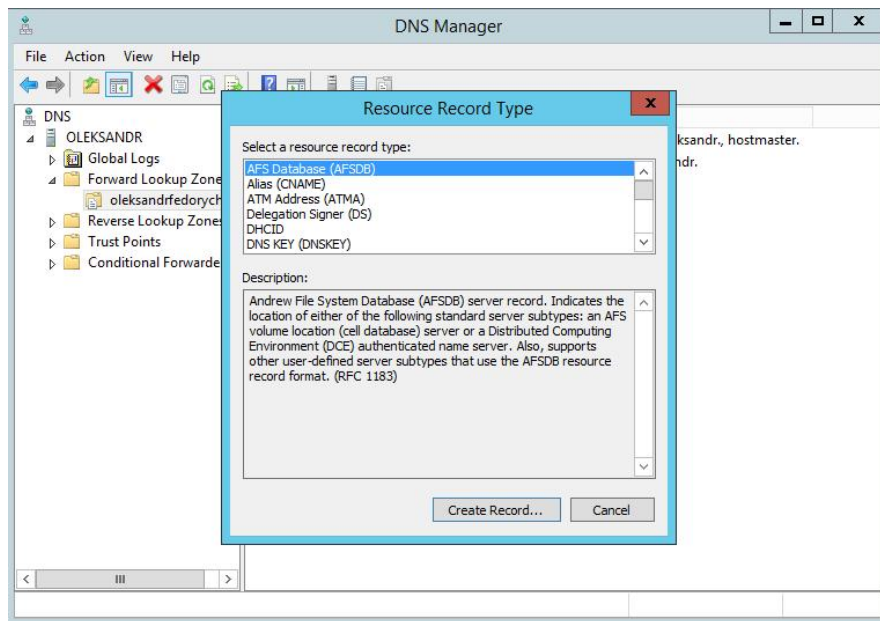 DNS Manager
File Action View Help
DNS
OLEKSANDR
Global Logs
Forward Lookup Zone
oleksandrfedorych
Reverse Lookup Zones
Trust Points
Conditional Forwarde
ksandr., hostmaster.
ndr.
Resource Record Type
x
Select a resource record type:
AFS Database (AFSDB)
Alias (CNAME)
ATM Address (ATMA)
Delegation Signer (DS)
DHCID
DNS KEY (DNSKEY)
Description:
Andrew File System Database (AFSDB) server record. Indicates the
location of either of the following standard server subtypes: an AFS
volume location (cell database) server or a Distributed Computing
Environment (DCE) authenticated name server. Also, supports
other user-defined server subtypes that use the AFSDB resource
record format. (RFC 1183)
Create Record... Cancel